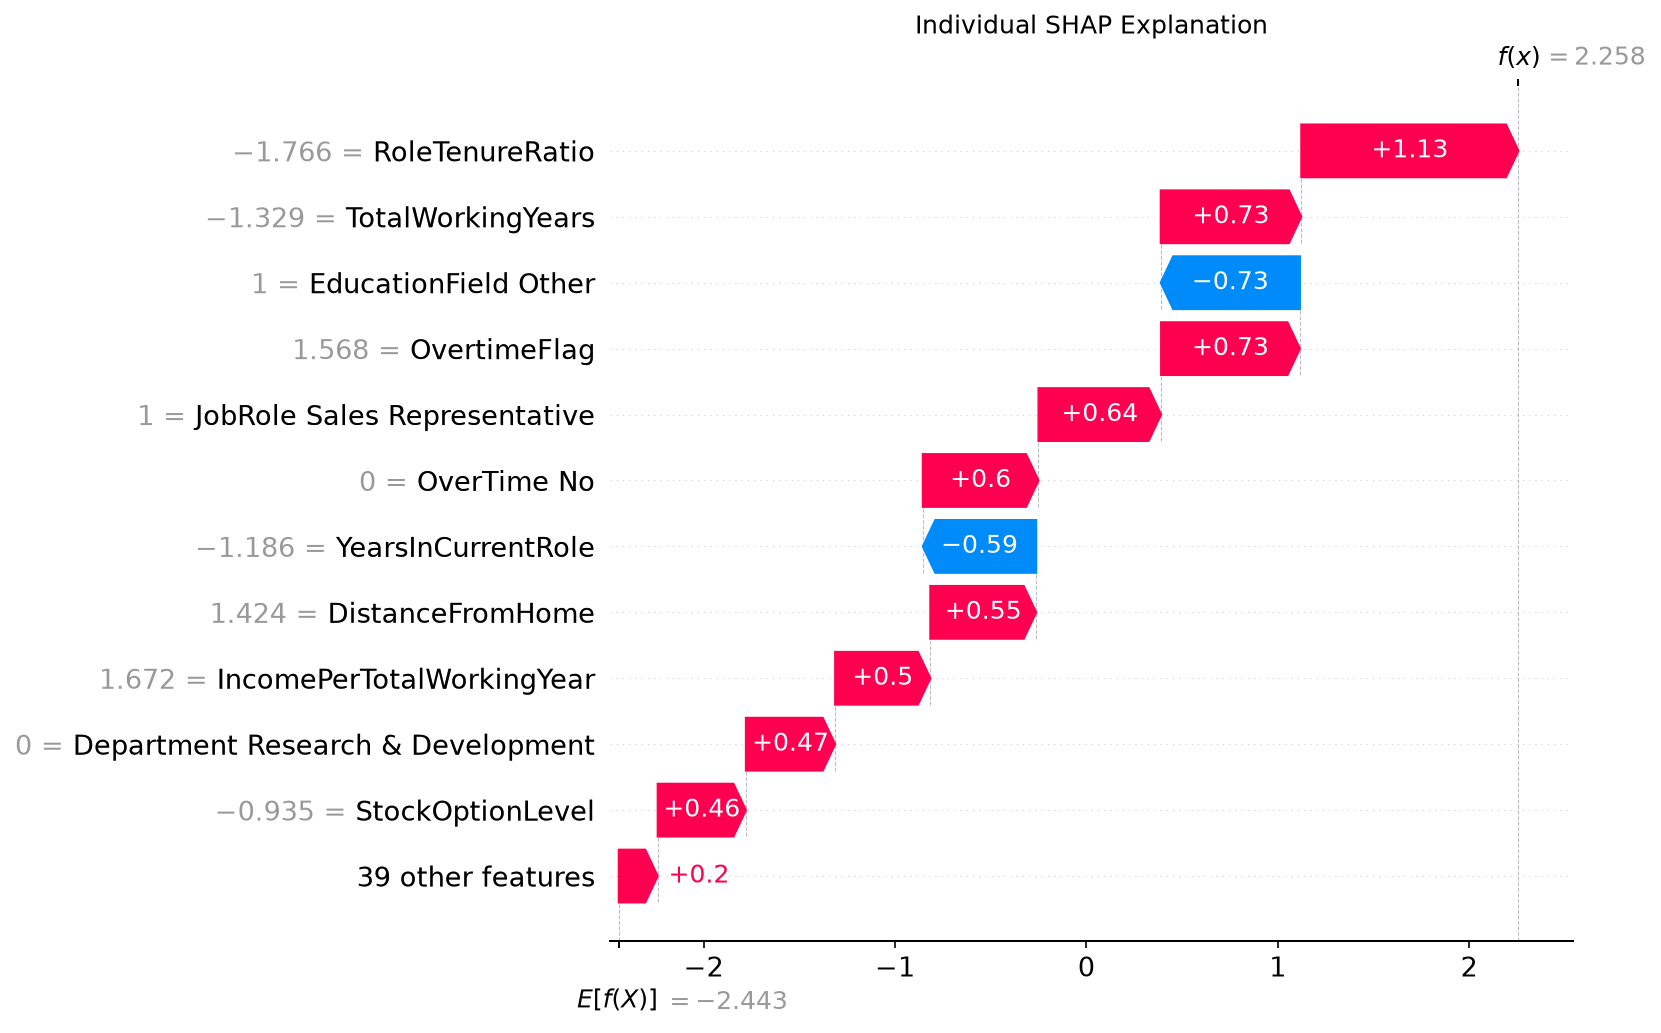 Individual SHAP Explanation
f(x) = 2.258
−1.766 = RoleTenureRatio +1.13
−1.329 = TotalWorkingYears +0.73
1 = EducationField Other −0.73
1.568 = OvertimeFlag +0.73
1 = JobRole Sales Representative +0.64
0 = OverTime No +0.6
−1.186 = YearsInCurrentRole −0.59
1.424 = DistanceFromHome +0.55
1.672 = IncomePerTotalWorkingYear +0.5
0 = Department Research & Development +0.47
−0.935 = StockOptionLevel +0.46
39 other features +0.2
−2 −1 0 1 2
E[f(X)] = −2.443